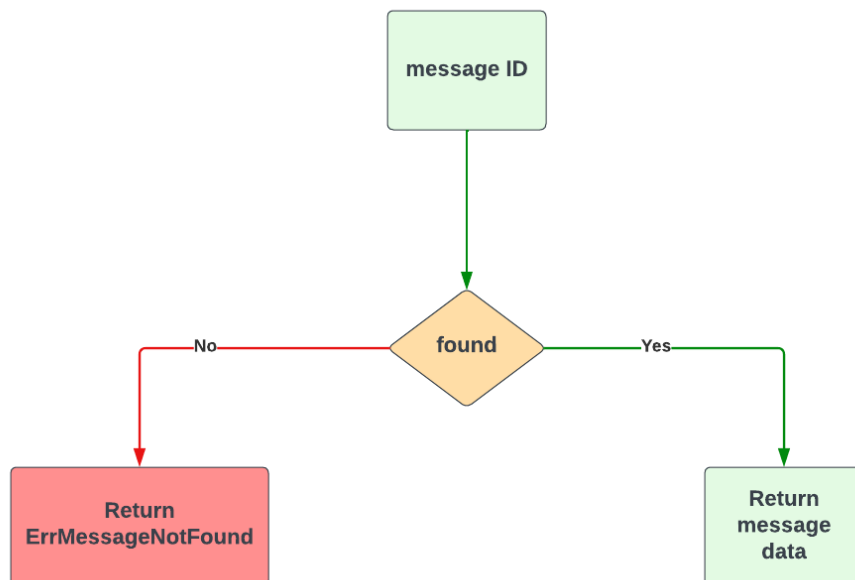 message ID
found
No
Yes
Return
ErrMessageNotFound
Return
message
data